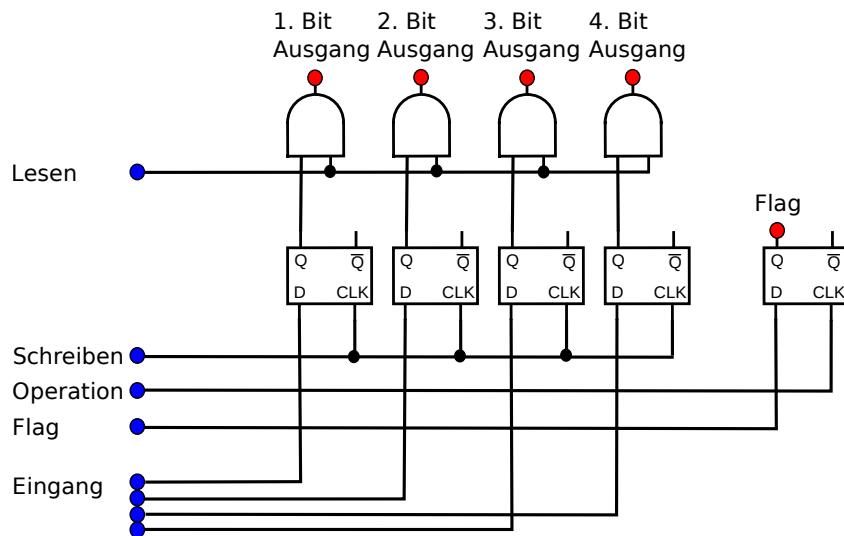 1. Bit 2. Bit 3. Bit 4. Bit
Ausgang Ausgang Ausgang Ausgang
Lesen
Flag
Q Q̅ Q Q̅ Q Q̅ Q Q̅ Q Q̅
D CLK D CLK D CLK D CLK D CLK
Schreiben
Operation
Flag
Eingang